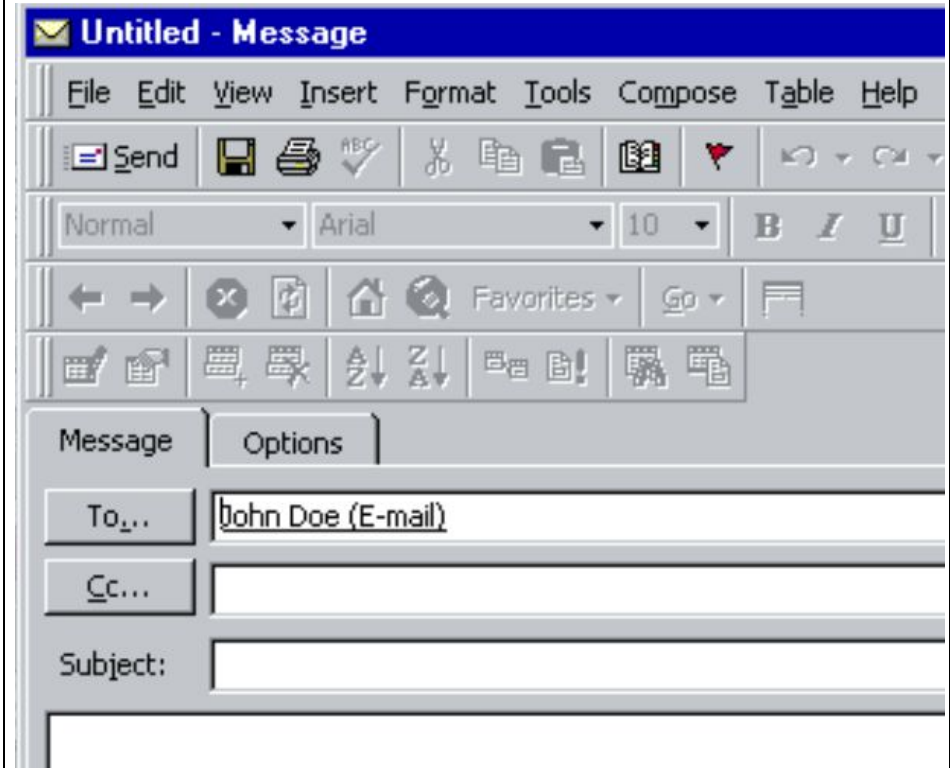 Untitled - Message
File Edit View Insert Format Tools Compose Table Help
Send ABC
Normal Arial 10 B I U
Favorites Go
A Z Z A
Message Options
To... John Doe (E-mail)
Cc...
Subject: